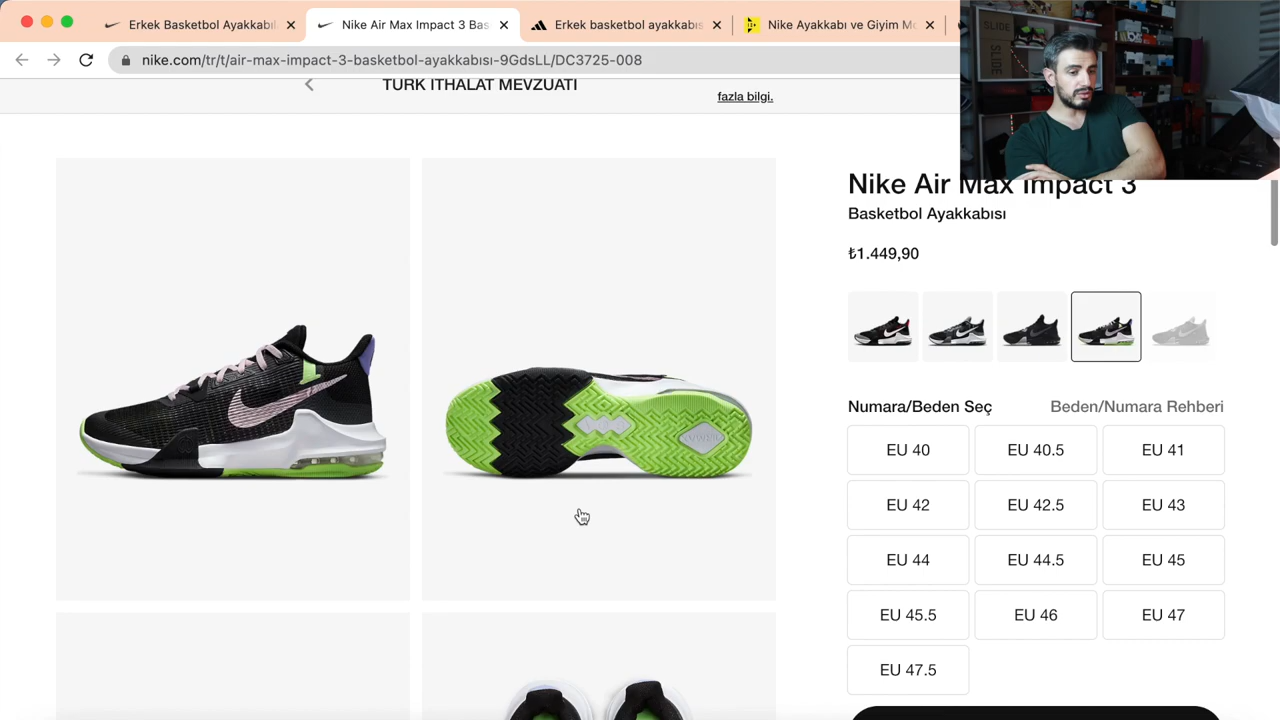 Erkek Basketbol Ayakkabıl
Nike Air Max Impact 3 Bas
Erkek basketbol ayakkabıs
Nike Ayakkabı ve Giyim Mo
nike.com/tr/t/air-max-impact-3-basketbol-ayakkabısı-9GdsLL/DC3725-008
TÜRK İTHALAT MEVZUATI
fazla bilgi.
SLIDE
SLIDE
Nike Air Max Impact 3
Basketbol Ayakkabısı
₺1.449,90
Numara/Beden Seç
Beden/Numara Rehberi
EU 40
EU 40.5
EU 41
EU 42
EU 42.5
EU 43
EU 44
EU 44.5
EU 45
EU 45.5
EU 46
EU 47
EU 47.5